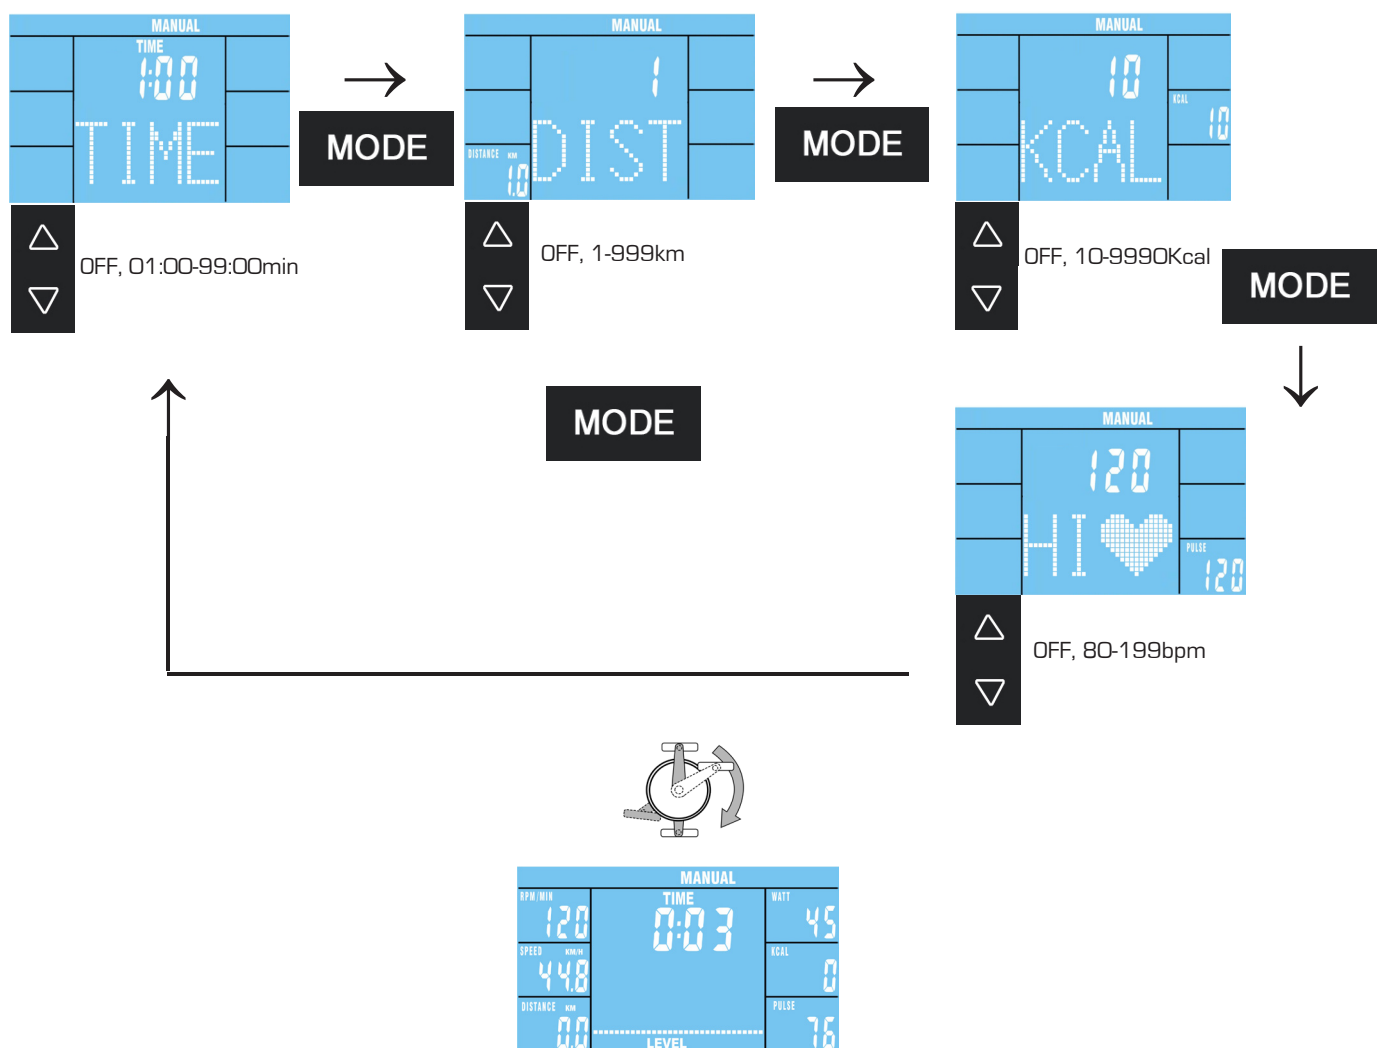 MANUAL
TIME
1:00
TIME
MODE
MANUAL
1
DIST
DISTANCE KM
1.0
MODE
MANUAL
10
KCAL
KCAL
10
OFF, 01:00-99:00min
OFF, 1-999km
OFF, 10-9990Kcal
MODE
MODE
MANUAL
120
HI
PULSE
120
OFF, 80-199bpm
MANUAL
RPM/MIN
120
TIME
0:03
WATT
45
SPEED KM/H
44.8
KCAL
0
DISTANCE KM
0.0
PULSE
76
LEVEL